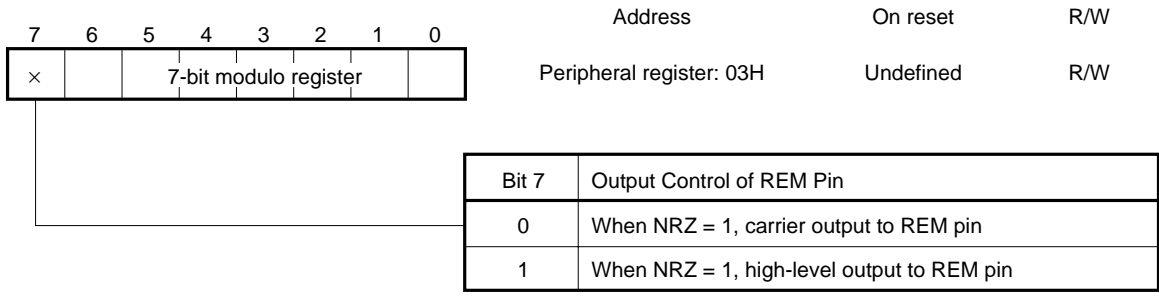 Address On reset R/W
7 6 5 4 3 2 1 0
× 7-bit modulo register Peripheral register: 03H Undefined R/W
Bit 7 Output Control of REM Pin
0 When NRZ = 1, carrier output to REM pin
1 When NRZ = 1, high-level output to REM pin